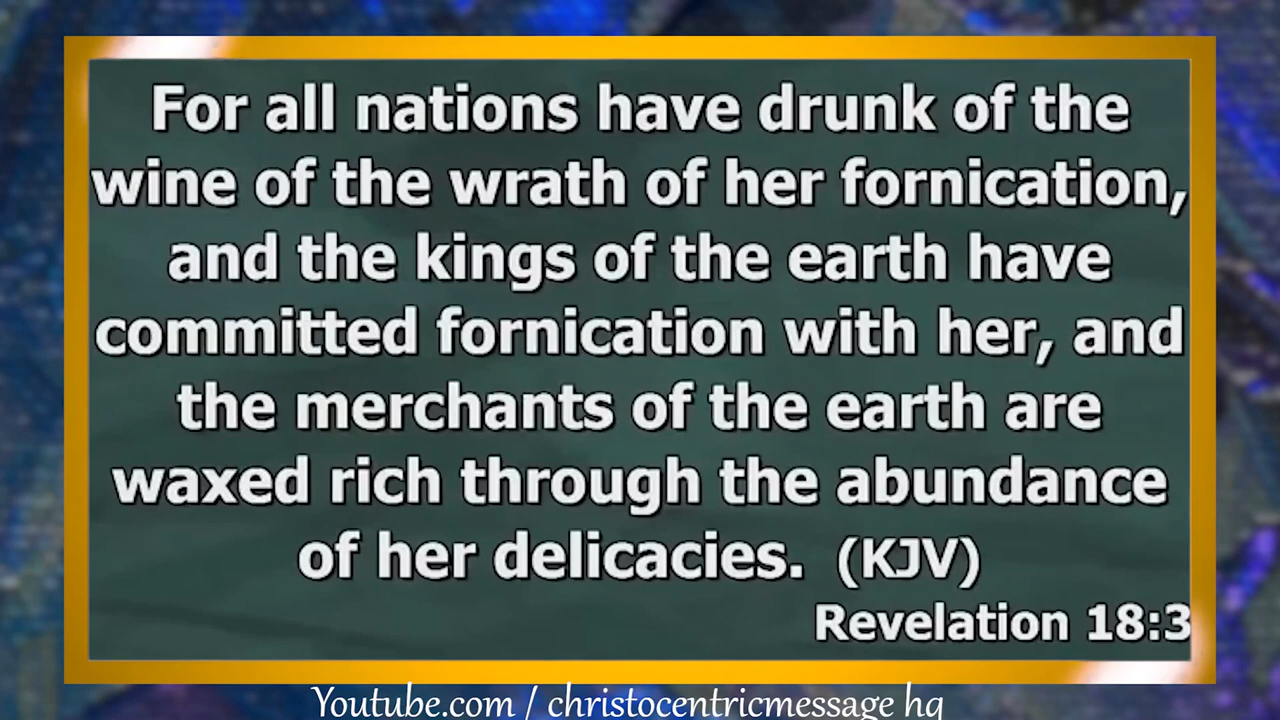 For all nations have drunk of the
wine of the wrath of her fornication,
and the kings of the earth have
committed fornication with her, and
the merchants of the earth are
waxed rich through the abundance
of her delicacies. (KJV)
Revelation 18:3
Youtube.com / christocentricmessage hq